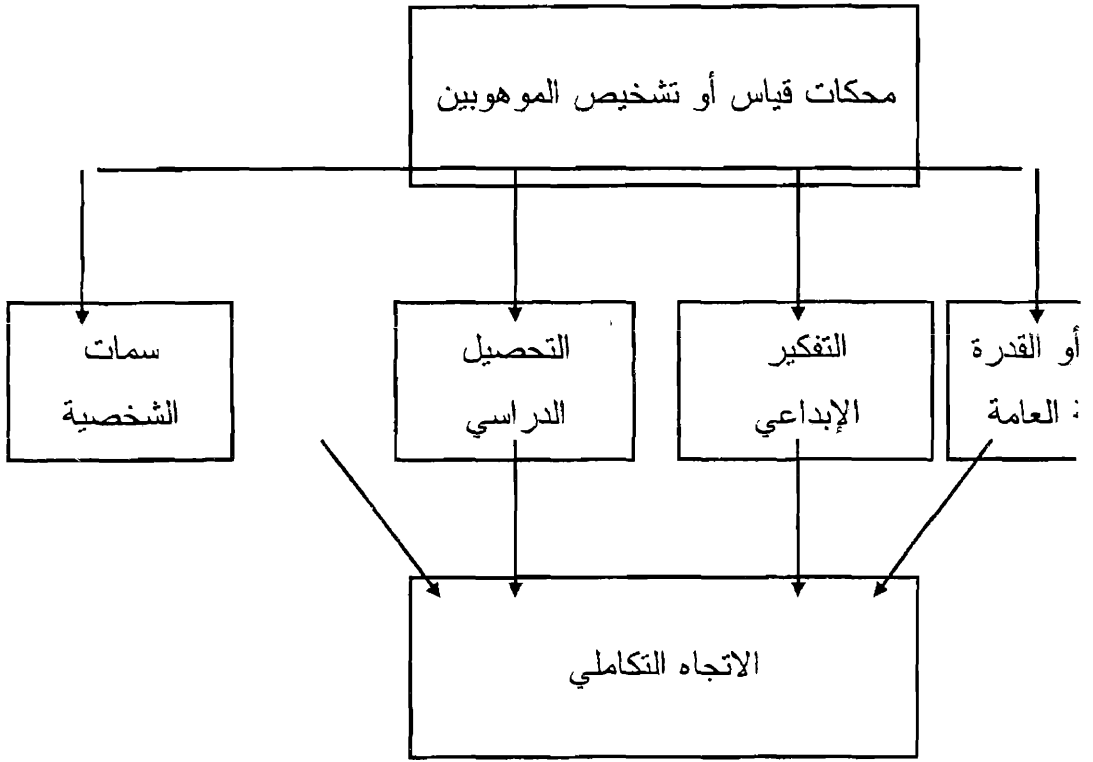 محكات قياس أو تشخيص الموهوبين
أو القدرة
العامة
التفكير
الإبداعي
التحصيل
الدراسي
سمات
الشخصية
الاتجاه التكاملي